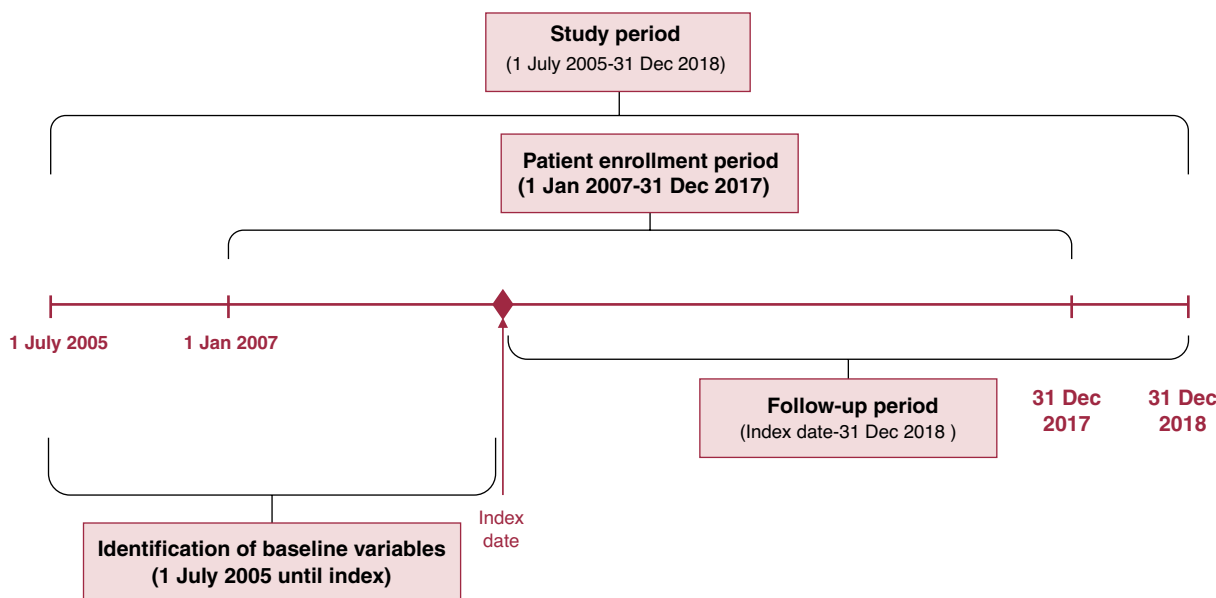 Study period
(1 July 2005-31 Dec 2018)
Patient enrollment period
(1 Jan 2007-31 Dec 2017)
1 July 2005
1 Jan 2007
Follow-up period
(Index date-31 Dec 2018 )
31 Dec
2017
31 Dec
2018
Index
date
Identification of baseline variables
(1 July 2005 until index)